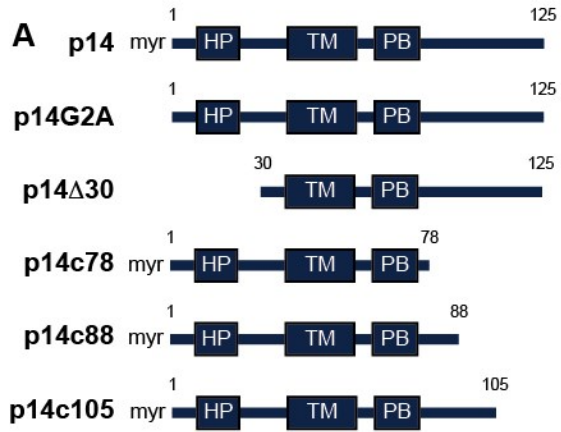 A
1 125
p14 myr HP TM PB
1 125
p14G2A HP TM PB
30 125
p14Δ30 TM PB
1 78
p14c78 myr HP TM PB
1 88
p14c88 myr HP TM PB
1 105
p14c105 myr HP TM PB